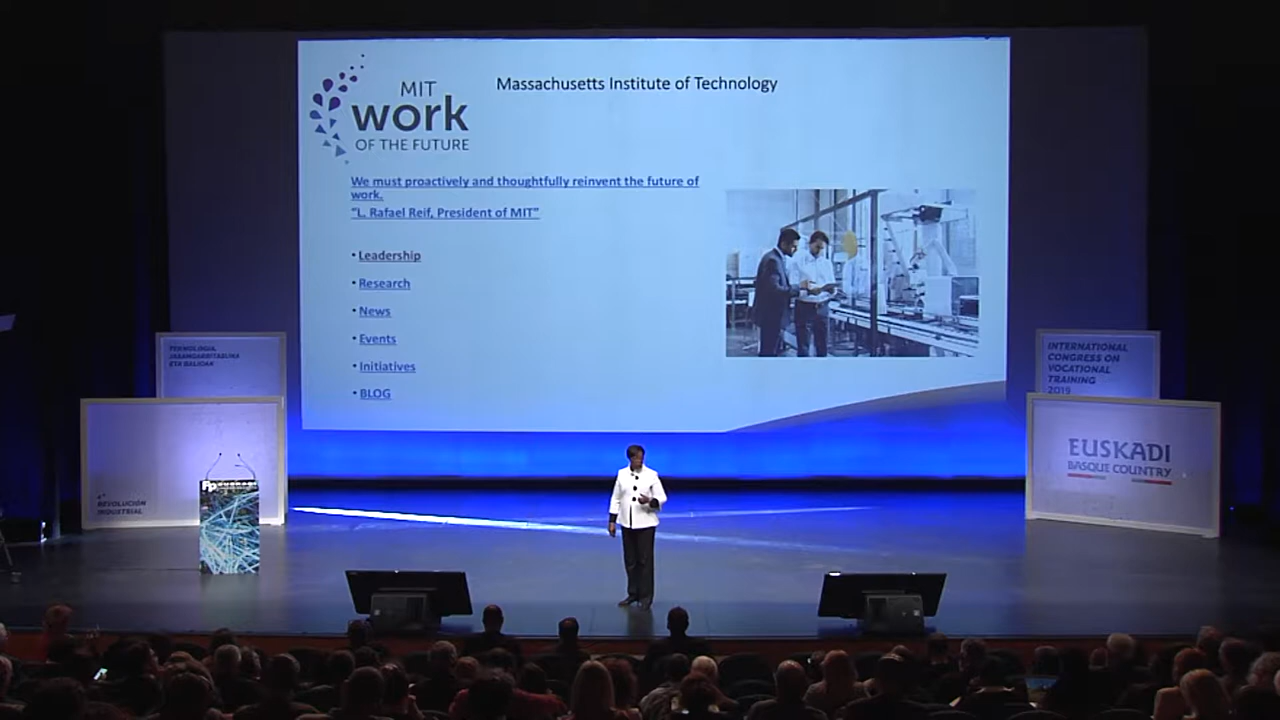 MIT
work
OF THE FUTURE
Massachusetts Institute of Technology
We must proactively and thoughtfully reinvent the future of
work.
"L. Rafael Reif, President of MIT"
• Leadership
• Research
• News
• Events
• Initiatives
• BLOG
TEKNOLOGIA,
JASANGARRITASUNA
ETA BALIOAK
REVOLUCIÓN
INDUSTRIAL
Fp
INTERNATIONAL
CONGRESS ON
VOCATIONAL
TRAINING
2019
EUSKADI
BASQUE COUNTRY